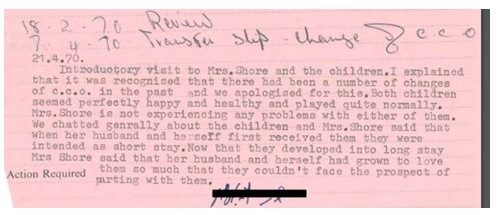 18 - 2 - 70 Review
7. 4. 70 Transfer slip - change of c.c.o
21.4.70.
Introductory visit to Mrs.Shore and the children.I explained
that it was recognised that there had been a number of changes
of c.c.o. in the past and we apologised for this.Both children
seemed perfectly happy and healthy and played quite normally.
Mrs.Shore is not experiencing any problems with either of them.
We chatted genrally about the children and Mrs.Shore said that
when her husband and herself first received them they were
intended as short stay.Now that they developed into long stay
Mrs Shore said that her husband and herself had grown to love
Action Required them so much that they couldn't face the prospect of
parting with them.